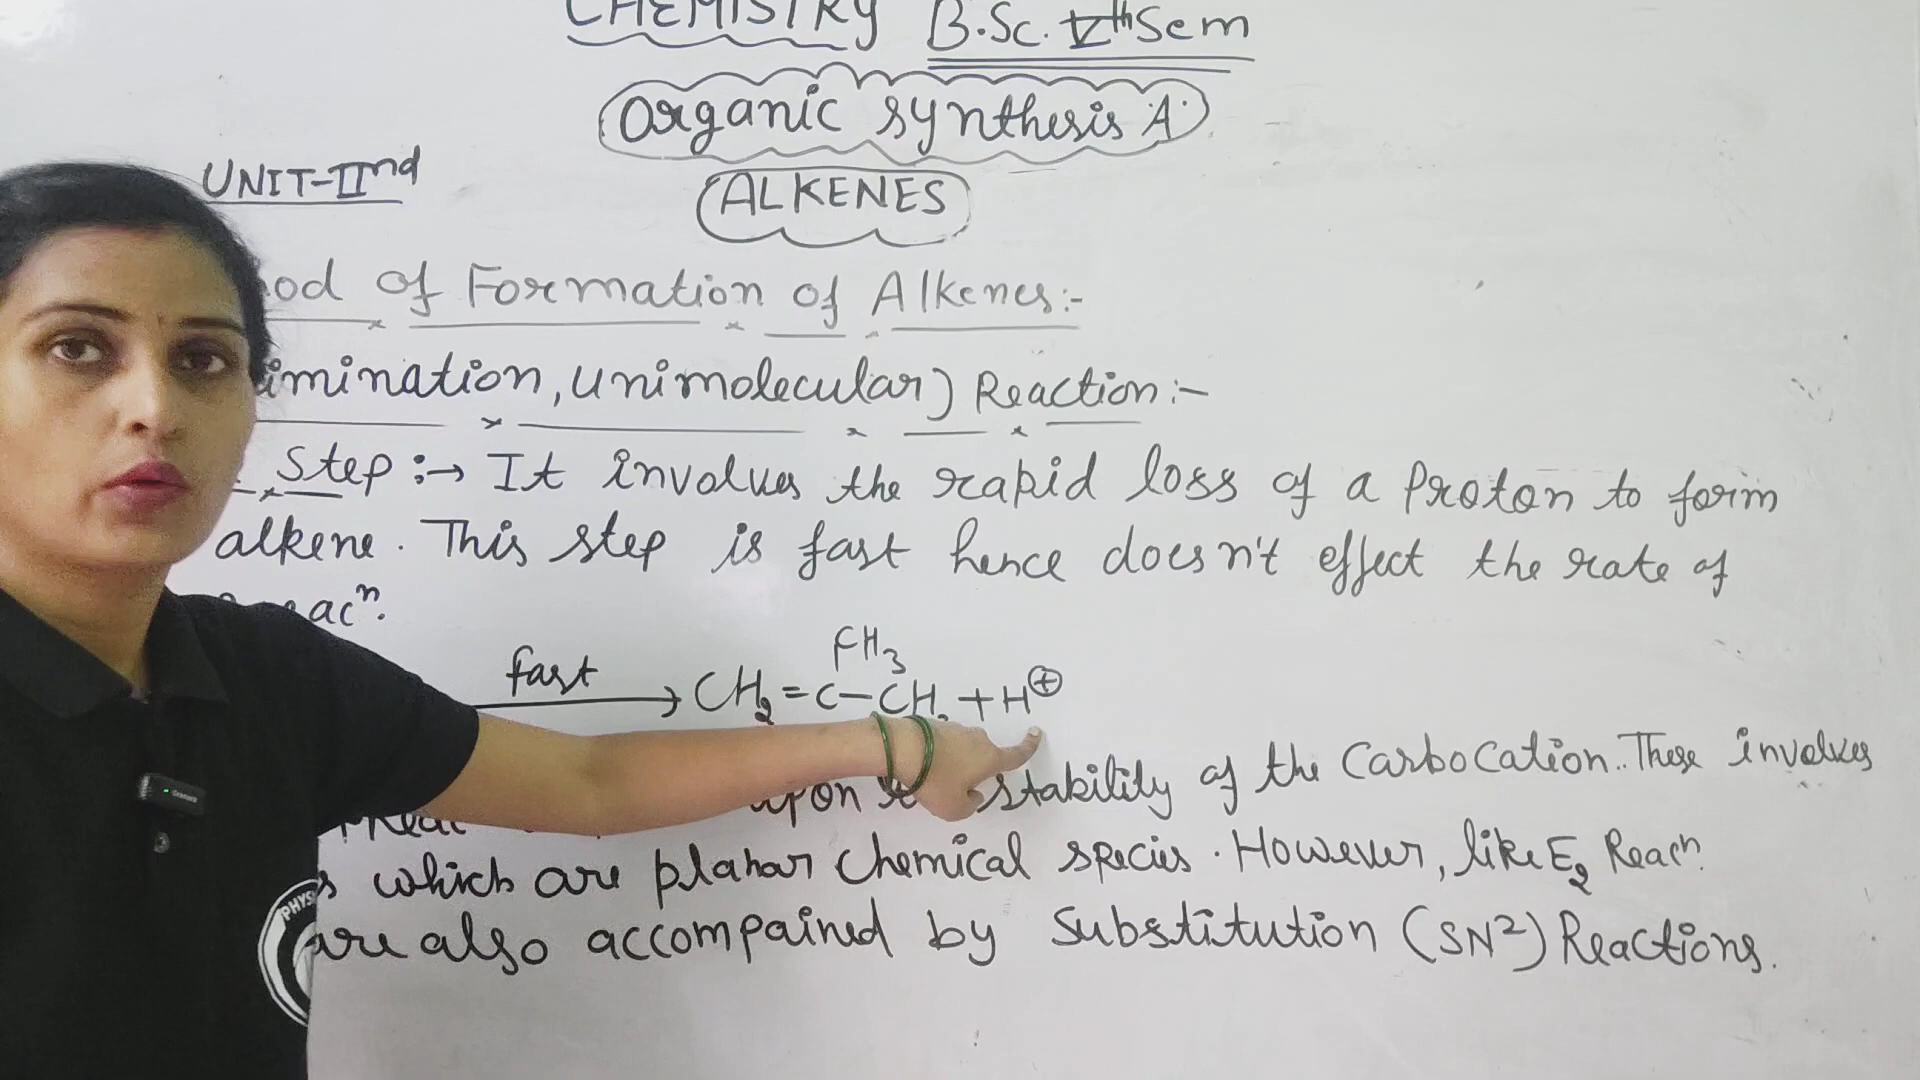 CHEMISTRY B.Sc. Vth Sem
Organic synthesis A
UNIT-IInd
ALKENES
od of Formation of Alkenes:-
imination, Unimolecular) Reaction:-
Step :→ It involves the rapid loss of a Proton to form
alkene. This step is fast hence doesn't effect the rate of
reacⁿ.
CH₃
fast → CH₂=C-CH₃ + H⊕
upon stability of the Carbocation. These involves
s which are planar chemical species. However, like E₂ Reacⁿ.
are also accompained by Substitution (SN²) Reactions.
PHYS